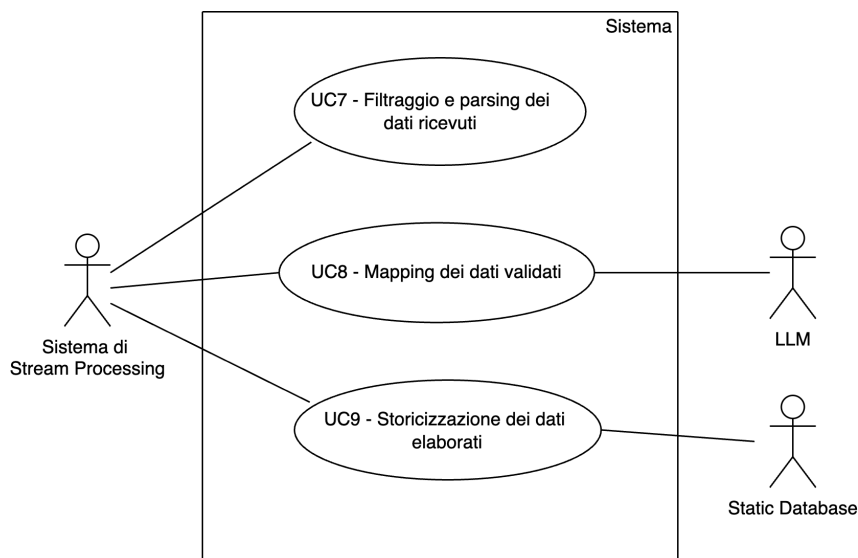 Sistema
UC7 - Filtraggio e parsing dei
dati ricevuti
UC8 - Mapping dei dati validati
Sistema di
Stream Processing
LLM
UC9 - Storicizzazione dei dati
elaborati
Static Database